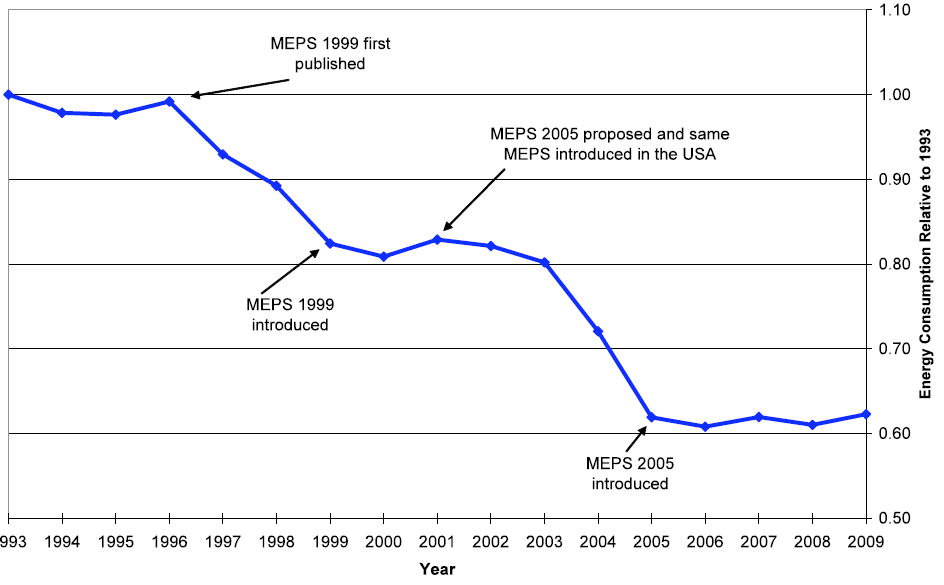 1.10
MEPS 1999 first
published
1.00
MEPS 2005 proposed and same
MEPS introduced in the USA
0.90
0.80
MEPS 1999
introduced
0.70
0.60
MEPS 2005
introduced
0.50
Energy Consumption Relative to 1993
993 1994 1995 1996 1997 1998 1999 2000 2001 2002 2003 2004 2005 2006 2007 2008 2009
Year